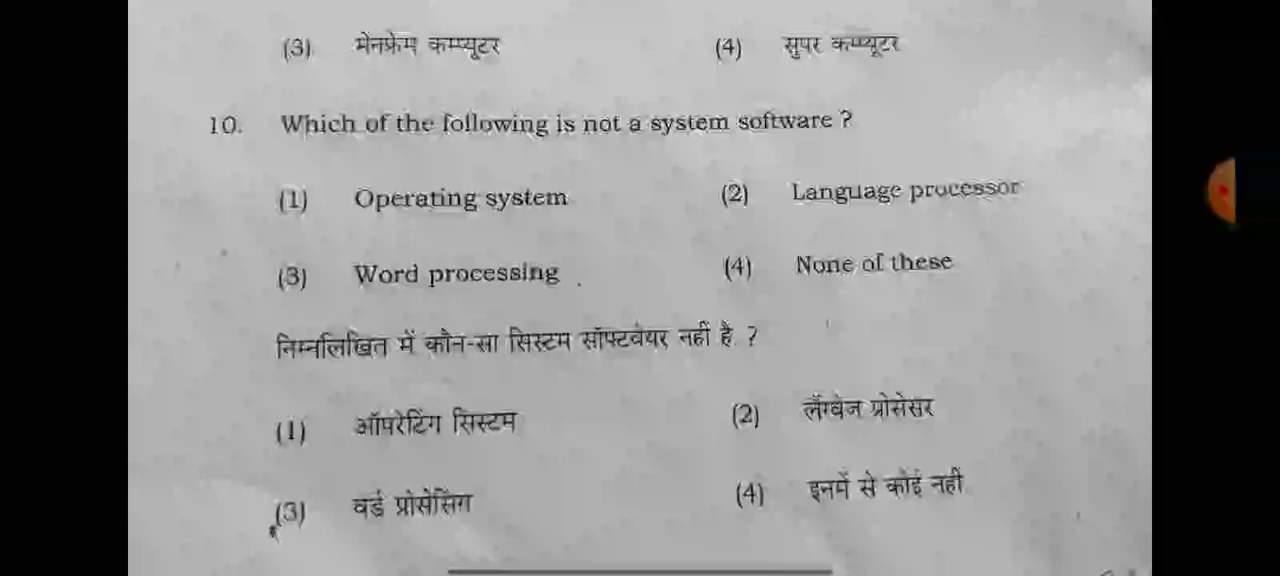 (3) मेनफ्रेम कम्प्यूटर (4) सुपर कम्प्यूटर
10. Which of the following is not a system software ?
(1) Operating system (2) Language processor
(3) Word processing (4) None of these
निम्नलिखित में कौन-सा सिस्टम सॉफ्टवेयर नहीं है ?
(1) ऑपरेटिंग सिस्टम (2) लैंग्वेज प्रोसेसर
(3) वर्ड प्रोसेसिंग (4) इनमें से कोई नहीं